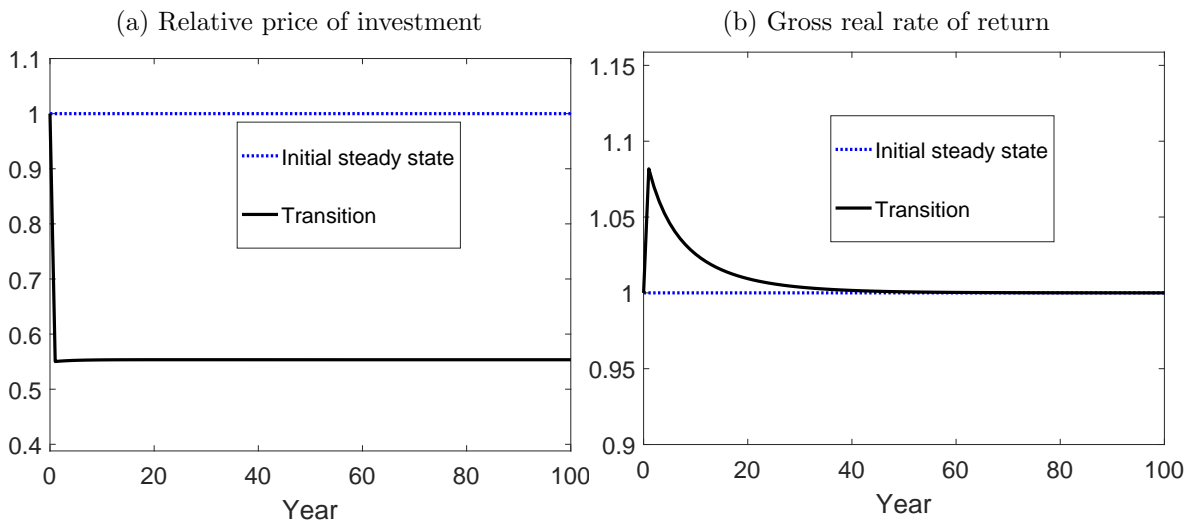 (a) Relative price of investment
1.1
1
0.9
0.8
0.7
0.6
0.5
0.4
0 20 40 60 80 100
Year
Initial steady state
Transition
(b) Gross real rate of return
1.15
1.1
1.05
1
0.95
0.9
0 20 40 60 80 100
Year
Initial steady state
Transition